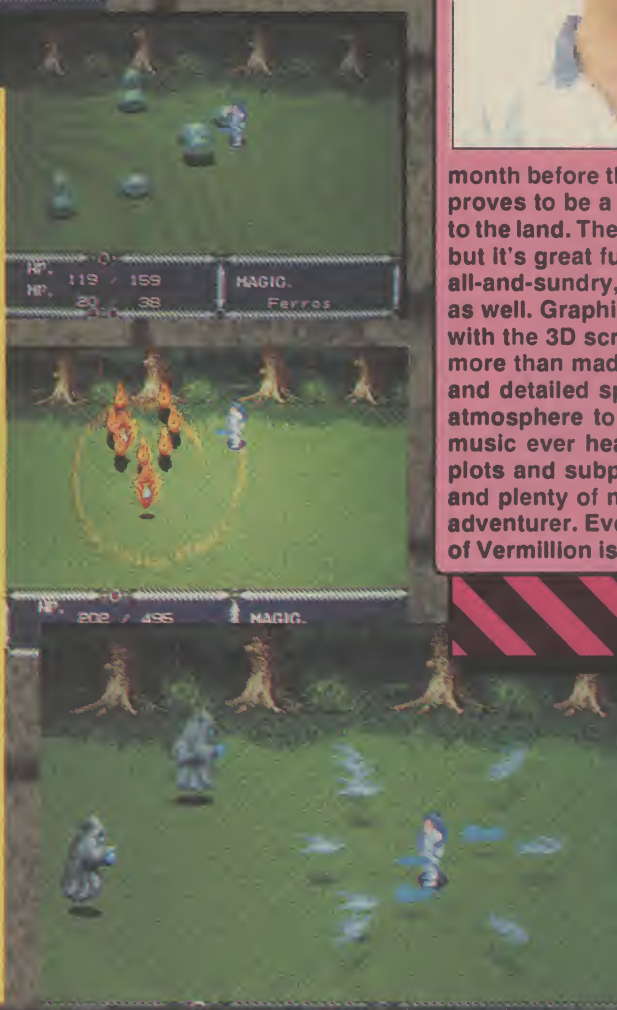 HP. 119 / 159
MP. 20 / 38
MAGIC.
Ferros
HP. 202 / 495
MAGIC.
month before th
proves to be a
to the land. The
but it's great fu
all-and-sundry,
as well. Graphi
with the 3D scr
more than mad
and detailed sp
atmosphere to
music ever hea
plots and subp
and plenty of n
adventurer. Eve
of Vermillion is